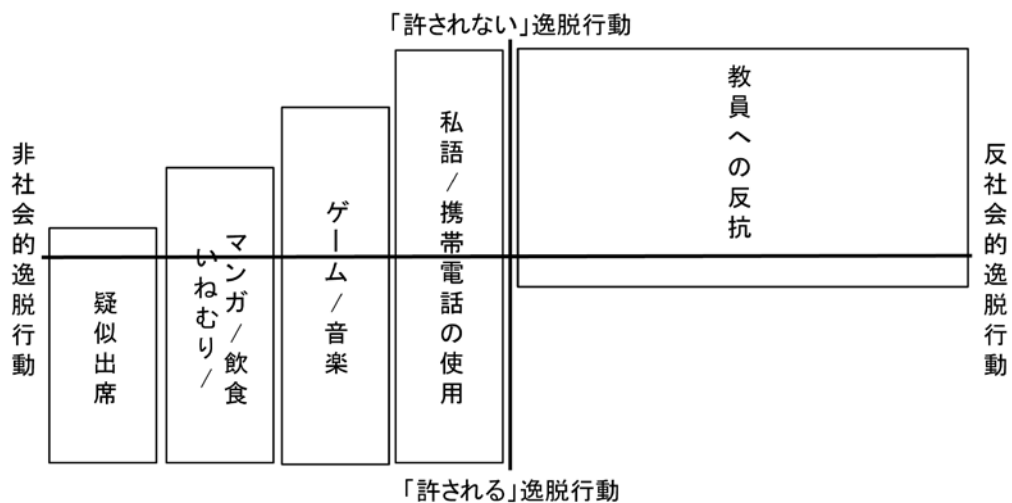 「許されない」逸脱行動
非社会的逸脱行動
疑似出席
マンガ/飲食
いねむり/
ゲーム/音楽
私語/携帯電話の使用
教員への反抗
反社会的逸脱行動
「許される」逸脱行動